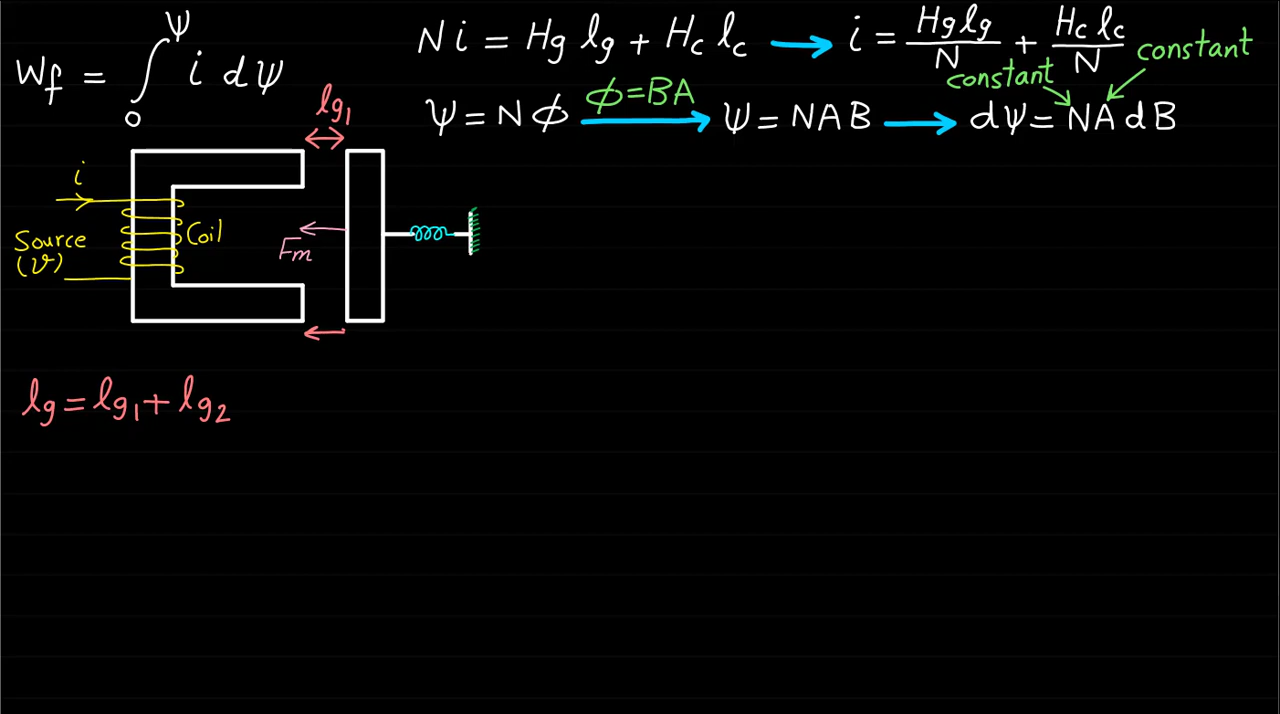 Wf = ∫₀^Ψ i dΨ
Ni = Hg lg + Hc lc → i = Hg lg / N + Hc lc / N
constant
constant
Ψ = NΦ Φ=BA → Ψ = NAB → dΨ = NA dB
lg₁
i
Source
(v)
Coil
Fm
lg = lg₁ + lg₂